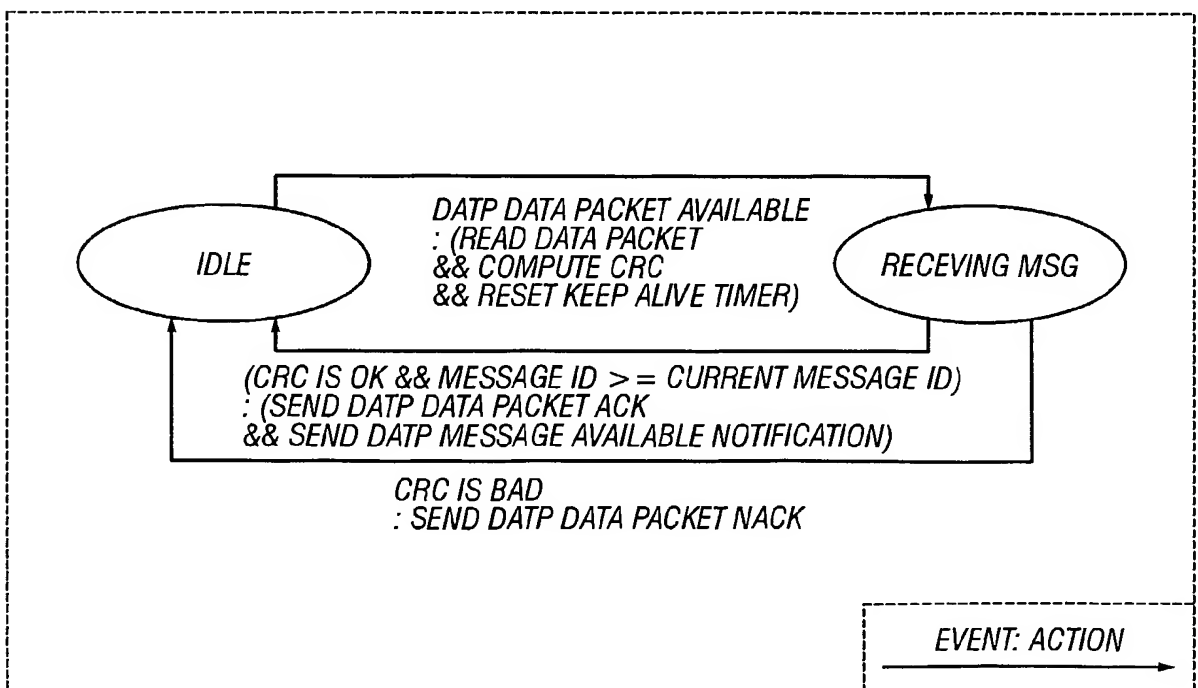 DATP DATA PACKET AVAILABLE
: (READ DATA PACKET
&& COMPUTE CRC
&& RESET KEEP ALIVE TIMER)
IDLE
RECEVING MSG
(CRC IS OK && MESSAGE ID > = CURRENT MESSAGE ID)
: (SEND DATP DATA PACKET ACK
&& SEND DATP MESSAGE AVAILABLE NOTIFICATION)
CRC IS BAD
: SEND DATP DATA PACKET NACK
EVENT: ACTION